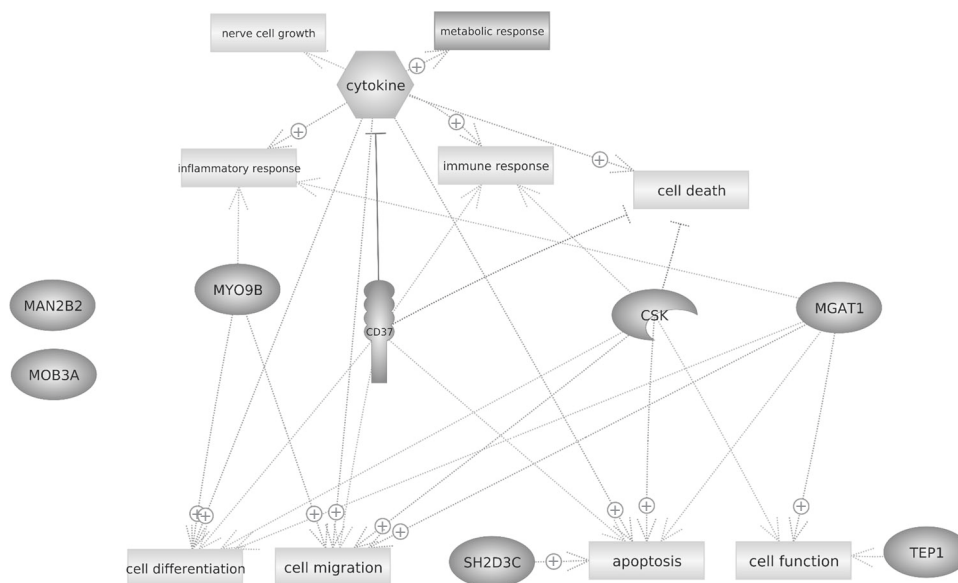 nerve cell growth
metabolic response
cytokine
inflammatory response
immune response
cell death
MYO9B
MAN2B2
CD37
CSK
MGAT1
MOB3A
cell differentiation
cell migration
SH2D3C
apoptosis
cell function
TEP1